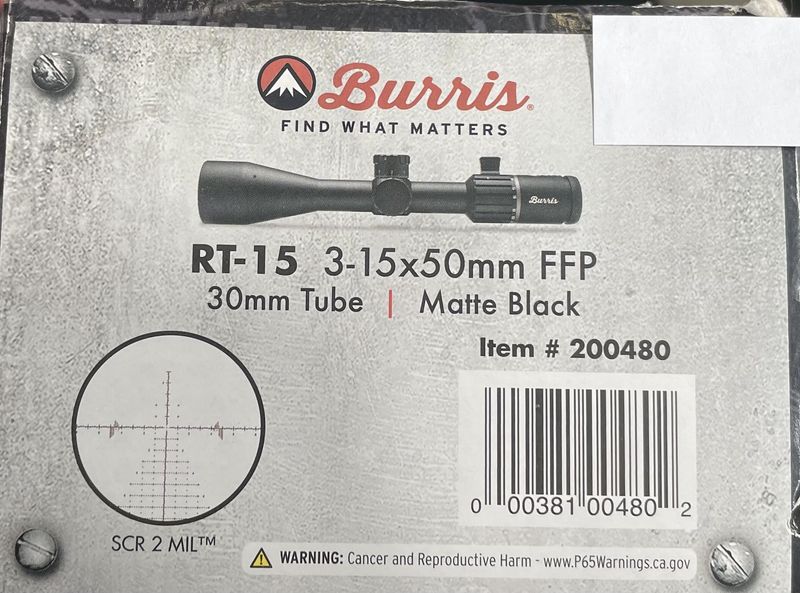 Burris®
FIND WHAT MATTERS
Burris
RT-15 3-15x50mm FFP
30mm Tube | Matte Black
Item # 200480
0 00381 00480 2
SCR 2 MIL™
WARNING: Cancer and Reproductive Harm - www.P65Warnings.ca.gov